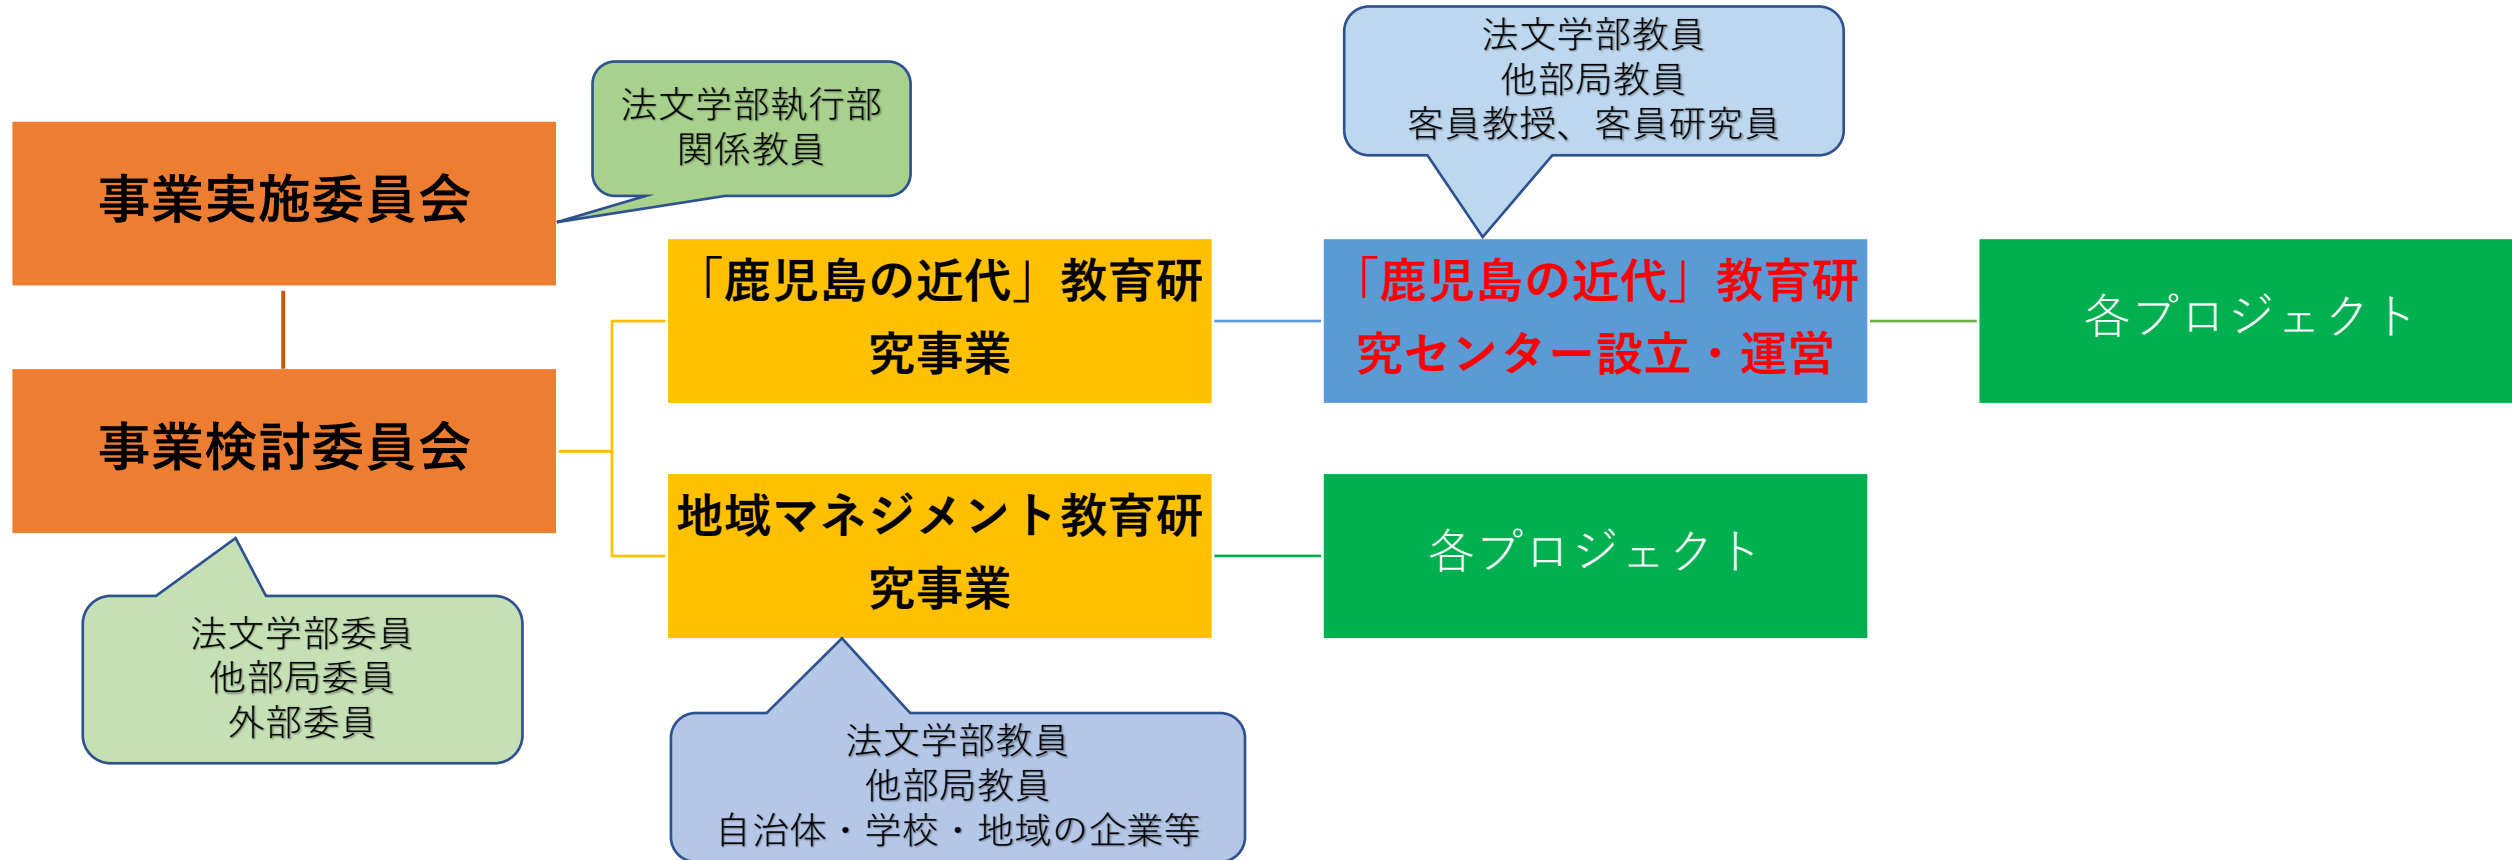 法文学部教員
他部局教員
客員教授、客員研究員
法文学部執行部
関係教員
事業実施委員会
「鹿児島の近代」教育研
究事業
「鹿児島の近代」教育研
究センター設立・運営
各プロジェクト
事業検討委員会
地域マネジメント教育研
究事業
各プロジェクト
法文学部委員
他部局委員
外部委員
法文学部教員
他部局教員
自治体・学校・地域の企業等